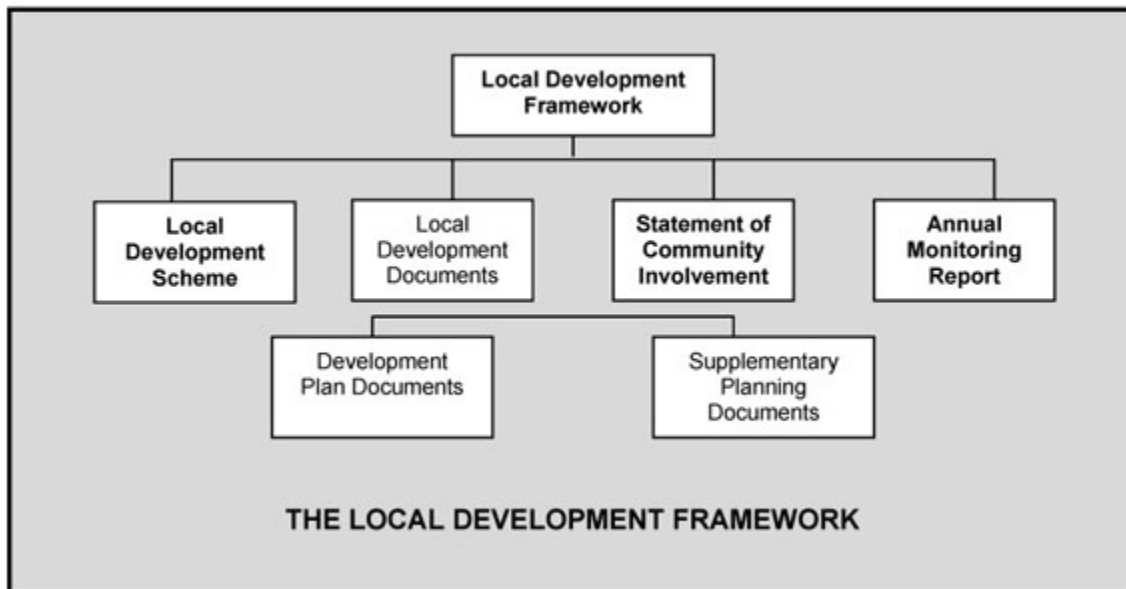 Local Development
Framework
Local
Development
Scheme
Local
Development
Documents
Statement of
Community
Involvement
Annual
Monitoring
Report
Development
Plan Documents
Supplementary
Planning
Documents
THE LOCAL DEVELOPMENT FRAMEWORK